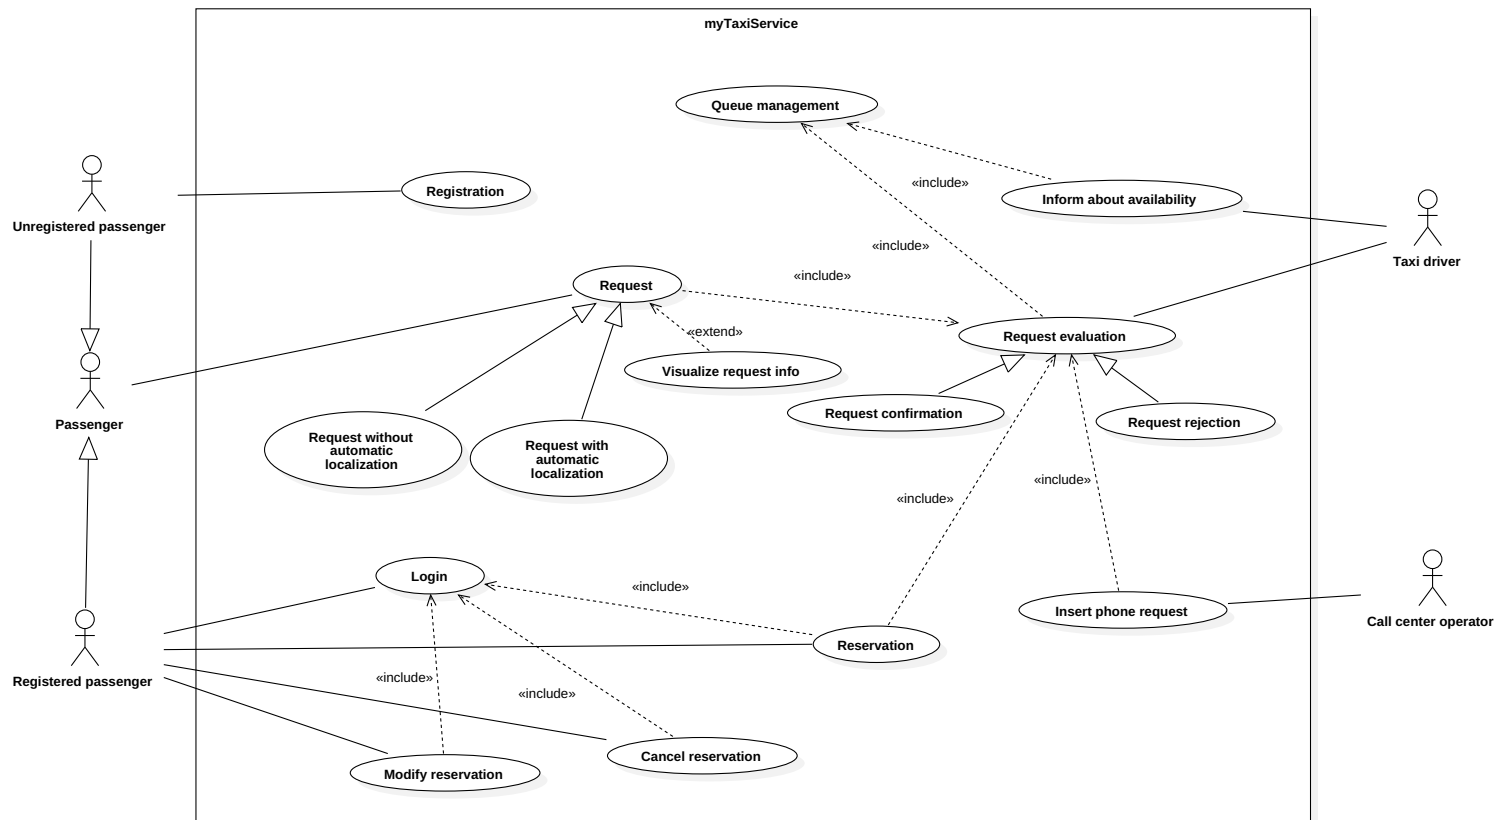 myTaxiService
Queue management
Registration
«include»
Inform about availability
Unregistered passenger
«include»
Taxi driver
«include»
Request
«extend»
Request evaluation
Visualize request info
Passenger
Request confirmation
Request rejection
Request without
automatic
localization
Request with
automatic
localization
«include»
«include»
Login
«include»
Insert phone request
Call center operator
Reservation
Registered passenger
«include»
«include»
Cancel reservation
Modify reservation